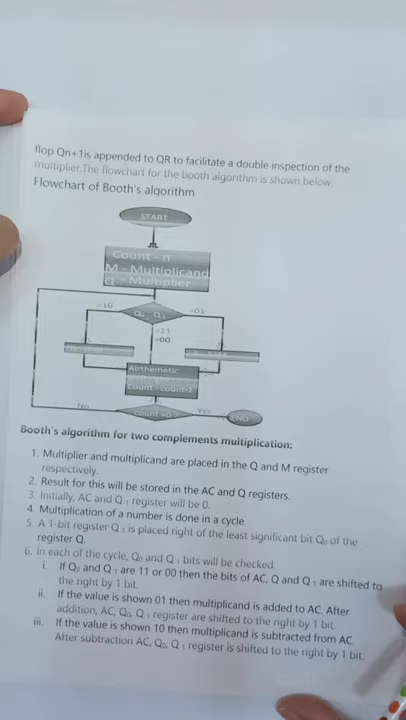 flop Qn+1is appended to QR to facilitate a double inspection of the
multiplier.The flowchart for the booth algorithm is shown below.
Flowchart of Booth's algorithm
START
Count - n
M - Multiplicand
Q - Multiplier
=10
Q₀, Q₋₁
=01
=11
=00
Airthemetic
Count - count-1
No
count =0 ?
Yes
END
Booth's algorithm for two complements multiplication:
1. Multiplier and multiplicand are placed in the Q and M register
respectively.
2. Result for this will be stored in the AC and Q registers.
3. Initially, AC and Q₋₁ register will be 0.
4. Multiplication of a number is done in a cycle.
5. A 1-bit register Q₋₁ is placed right of the least significant bit Q₀ of the
register Q.
6. In each of the cycle, Q₀ and Q₋₁ bits will be checked.
i. If Q₀ and Q₋₁ are 11 or 00 then the bits of AC, Q and Q₋₁ are shifted to
the right by 1 bit.
ii. If the value is shown 01 then multiplicand is added to AC. After
addition, AC, Q₀, Q₋₁ register are shifted to the right by 1 bit.
iii. If the value is shown 10 then multiplicand is subtracted from AC.
After subtraction AC, Q₀, Q₋₁ register is shifted to the right by 1 bit.